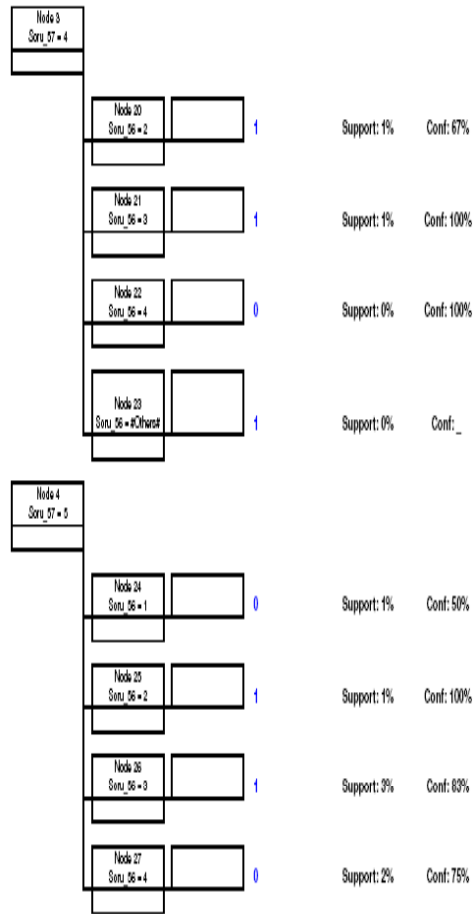 Node 3
Soru_57 = 4
Node 20
Soru_56 = 2
1 Support: 1% Conf: 67%
Node 21
Soru_56 = 3
1 Support: 1% Conf: 100%
Node 22
Soru_56 = 4
0 Support: 0% Conf: 100%
Node 23
Soru_56 = #Others#
1 Support: 0% Conf: _
Node 4
Soru_57 = 5
Node 24
Soru_56 = 1
0 Support: 1% Conf: 50%
Node 25
Soru_56 = 2
1 Support: 1% Conf: 100%
Node 26
Soru_56 = 3
1 Support: 3% Conf: 83%
Node 27
Soru_56 = 4
0 Support: 2% Conf: 75%